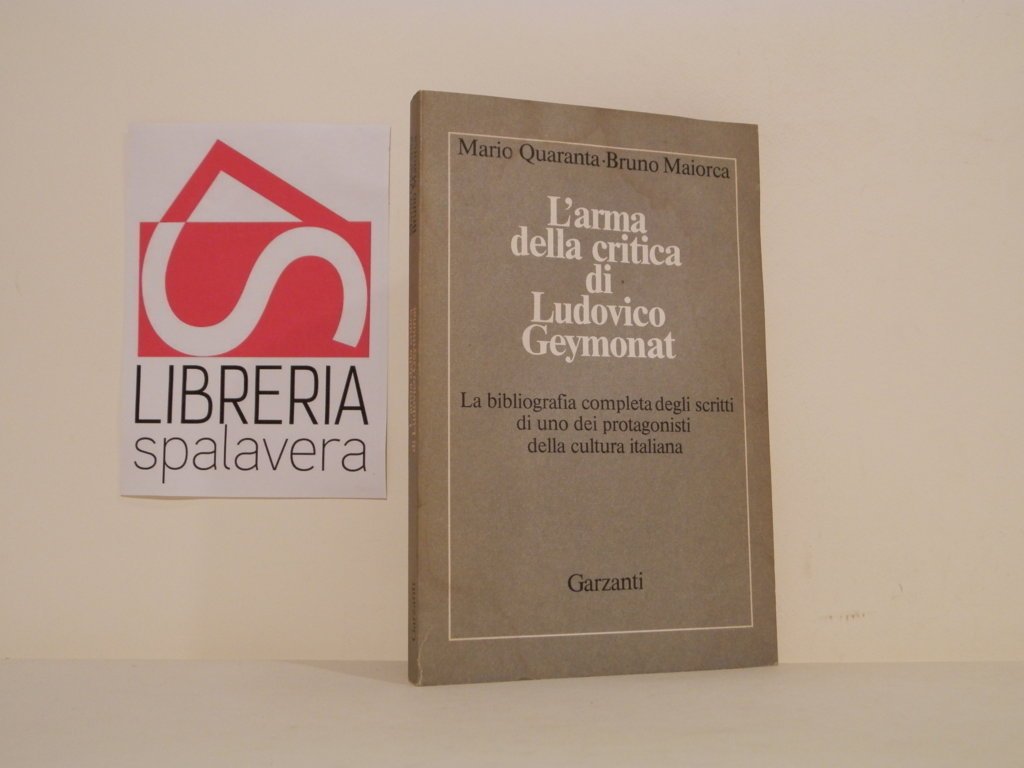 LIBRERIA
spalavera
Mario Quaranta·Bruno Maiorca
L'arma
della critica
di
Ludovico
Geymonat
La bibliografia completa degli scritti
di uno dei protagonisti
della cultura italiana
Garzanti
Garzanti